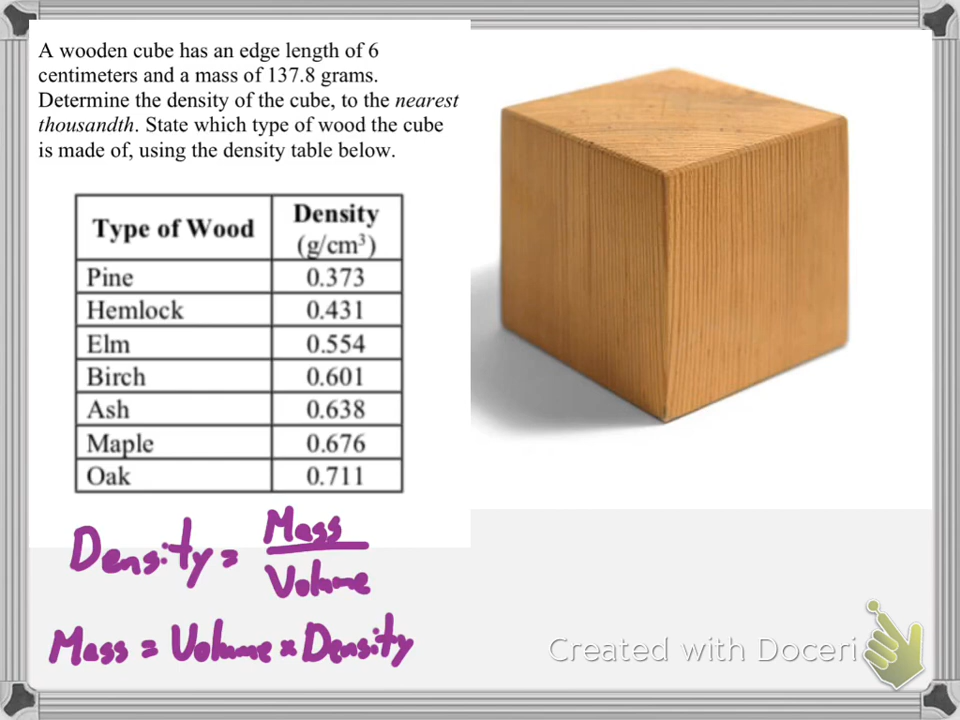 A wooden cube has an edge length of 6
centimeters and a mass of 137.8 grams.
Determine the density of the cube, to the nearest
thousandth. State which type of wood the cube
is made of, using the density table below.
Type of Wood Density
(g/cm³)
Pine 0.373
Hemlock 0.431
Elm 0.554
Birch 0.601
Ash 0.638
Maple 0.676
Oak 0.711
Density = Mass
Volume
Mass = Volume × Density
Created with Doceri